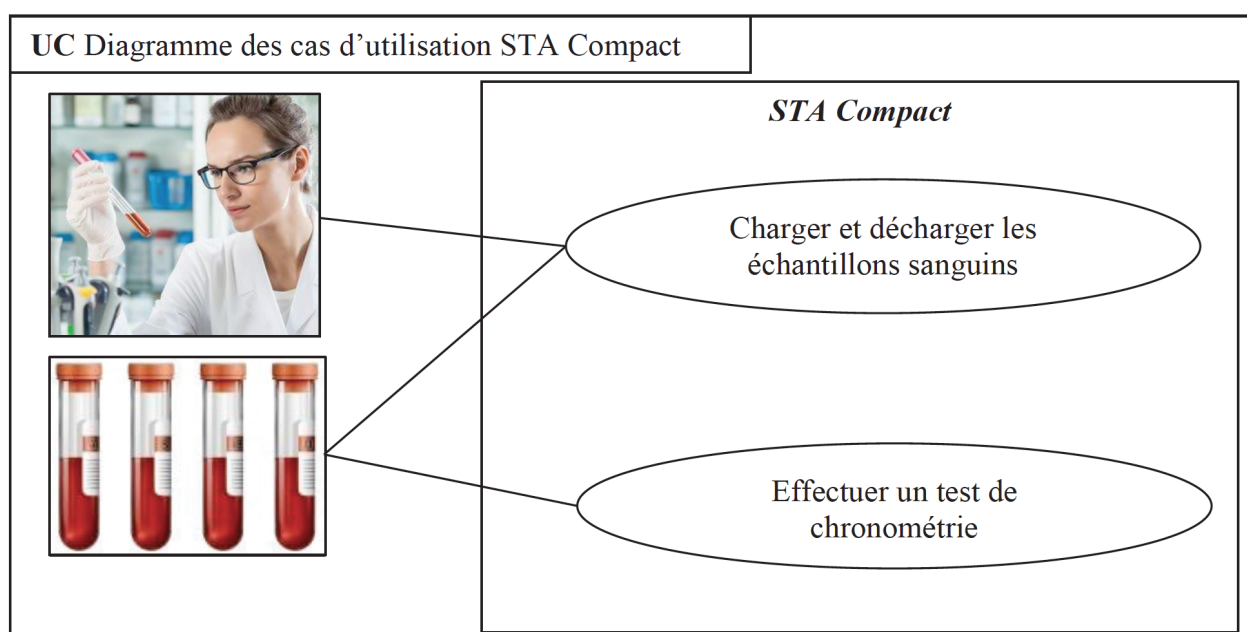 UC Diagramme des cas d’utilisation STA Compact
STA Compact
Charger et décharger les
échantillons sanguins
Effectuer un test de
chronométrie